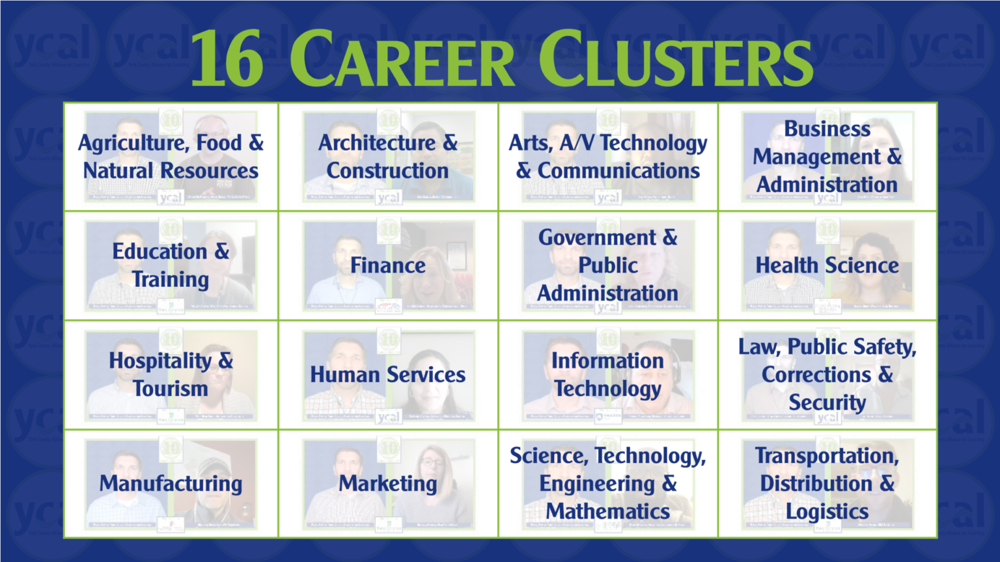 16 CAREER CLUSTERS
Agriculture, Food &
Natural Resources
Architecture &
Construction
Arts, A/V Technology
& Communications
Business
Management &
Administration
Education &
Training
Finance
Government &
Public
Administration
Health Science
Hospitality &
Tourism
Human Services
Information
Technology
Law, Public Safety,
Corrections &
Security
Manufacturing
Marketing
Science, Technology,
Engineering &
Mathematics
Transportation,
Distribution &
Logistics
ycal